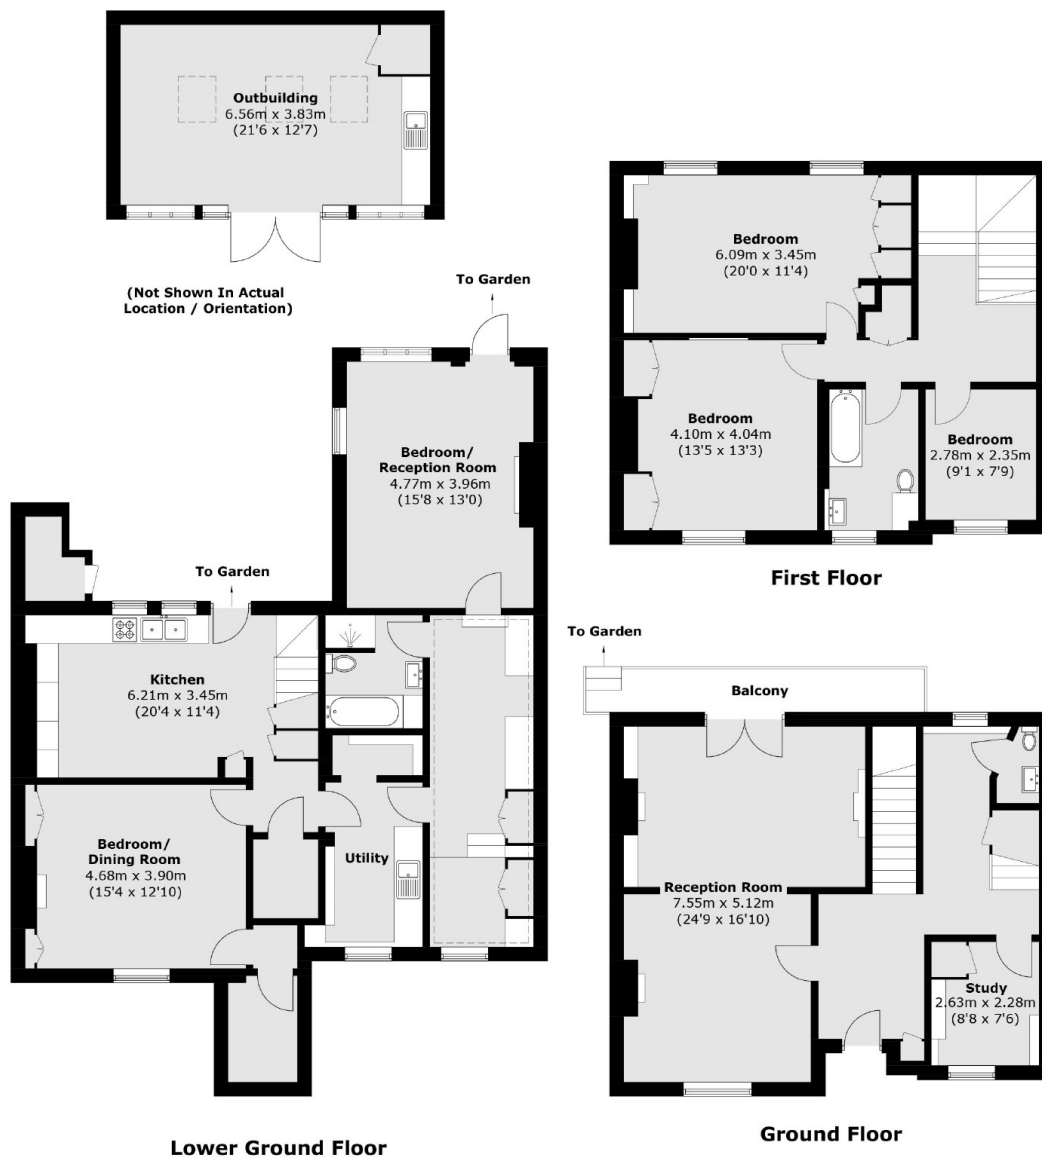 Outbuilding
6.56m x 3.83m
(21'6 x 12'7)
(Not Shown In Actual
Location / Orientation)
To Garden
Bedroom/
Reception Room
4.77m x 3.96m
(15'8 x 13'0)
To Garden
Kitchen
6.21m x 3.45m
(20'4 x 11'4)
Bedroom/
Dining Room
4.68m x 3.90m
(15'4 x 12'10)
Utility
Lower Ground Floor
Bedroom
6.09m x 3.45m
(20'0 x 11'4)
Bedroom
4.10m x 4.04m
(13'5 x 13'3)
Bedroom
2.78m x 2.35m
(9'1 x 7'9)
First Floor
To Garden
Balcony
Reception Room
7.55m x 5.12m
(24'9 x 16'10)
Study
2.63m x 2.28m
(8'8 x 7'6)
Ground Floor